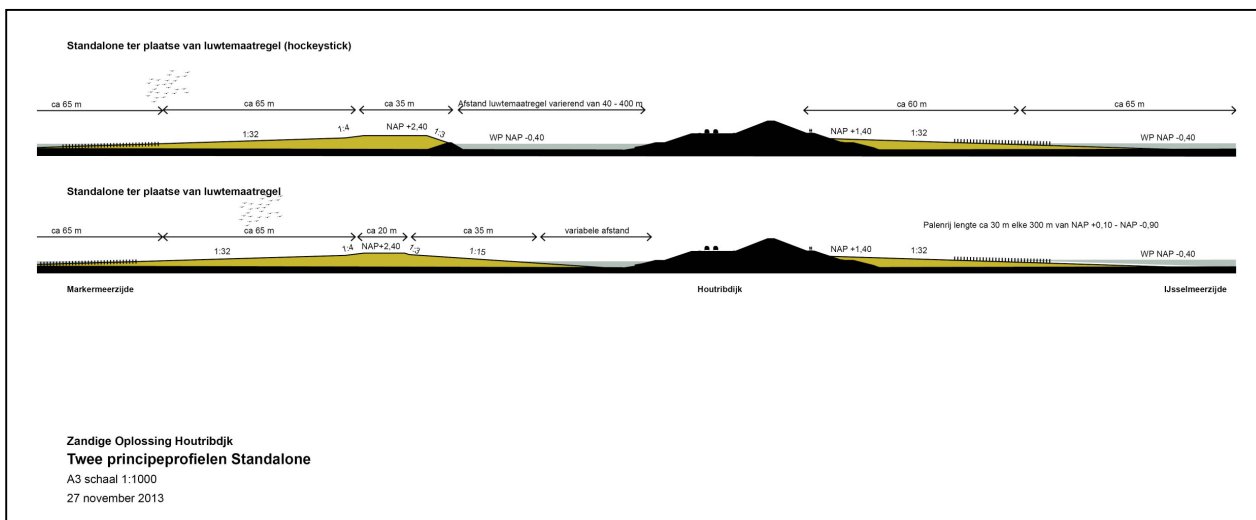 Standalone ter plaatse van luwtemaatregel (hockeystick)
ca 65 m
ca 65 m
ca 35 m
Afstand luwtemaatregel varierend van 40 - 400 m
ca 60 m
ca 65 m
1:32
1:4
NAP +2,40
1:3
WP NAP -0,40
NAP +1,40
1:32
WP NAP -0,40
Standalone ter plaatse van luwtemaatregel
ca 65 m
ca 65 m
ca 20 m
ca 35 m
variabele afstand
Palenrij lengte ca 30 m elke 300 m van NAP +0,10 - NAP -0,90
1:32
1:4
NAP+2,40
1:3
1:15
NAP +1,40
1:32
WP NAP -0,40
Markermeerzijde
Houtribdijk
IJsselmeerzijde
Zandige Oplossing Houtribdjk
Twee principeprofielen Standalone
A3 schaal 1:1000
27 november 2013